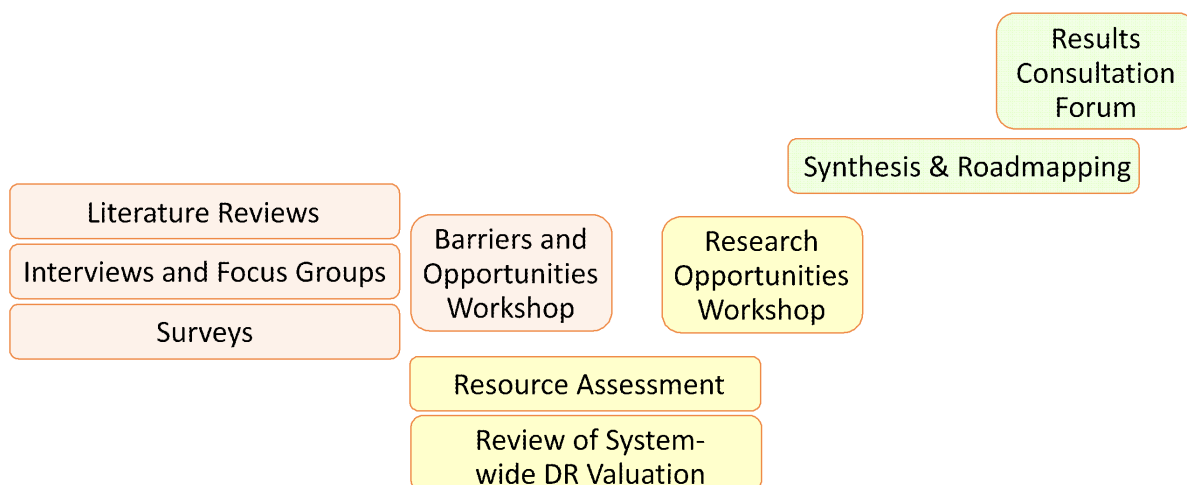 Results
Consultation
Forum
Synthesis & Roadmapping
Literature Reviews
Interviews and Focus Groups
Surveys
Barriers and
Opportunities
Workshop
Research
Opportunities
Workshop
Resource Assessment
Review of System-
wide DR Valuation